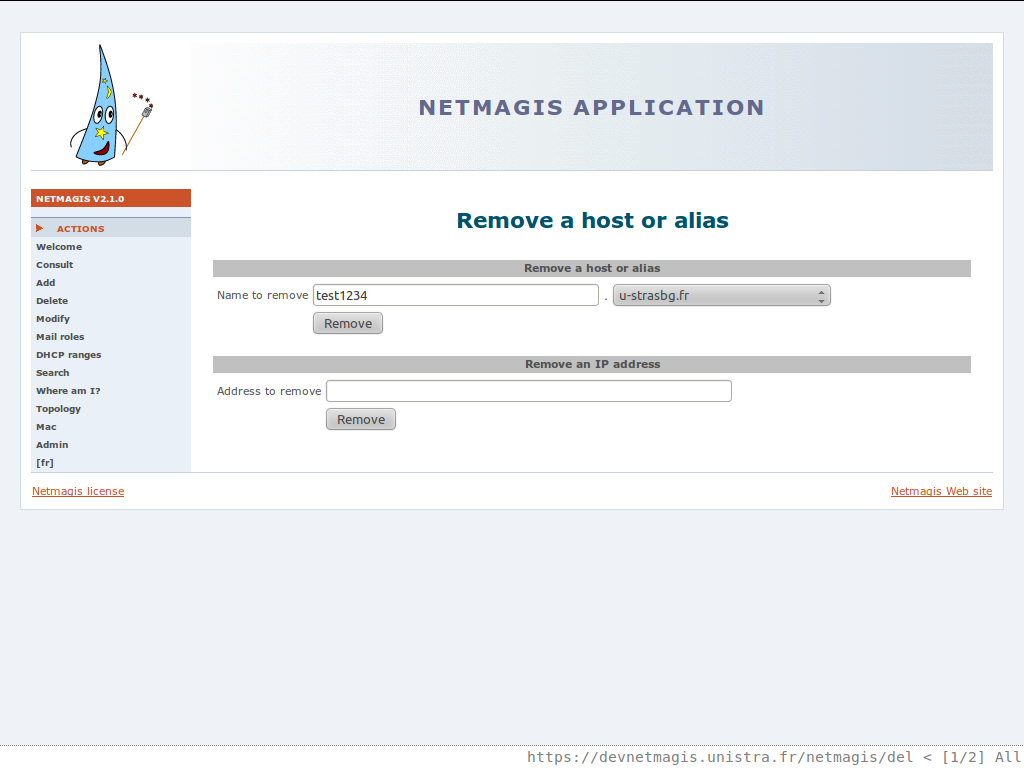 NETMAGIS APPLICATION
NETMAGIS V2.1.0
ACTIONS
Welcome
Consult
Add
Delete
Modify
Mail roles
DHCP ranges
Search
Where am I?
Topology
Mac
Admin
[fr]
Remove a host or alias
Remove a host or alias
Name to remove test1234 . u-strasbg.fr
Remove
Remove an IP address
Address to remove
Remove
Netmagis license
Netmagis Web site
https://devnetmagis.unistra.fr/netmagis/del < [1/2] All